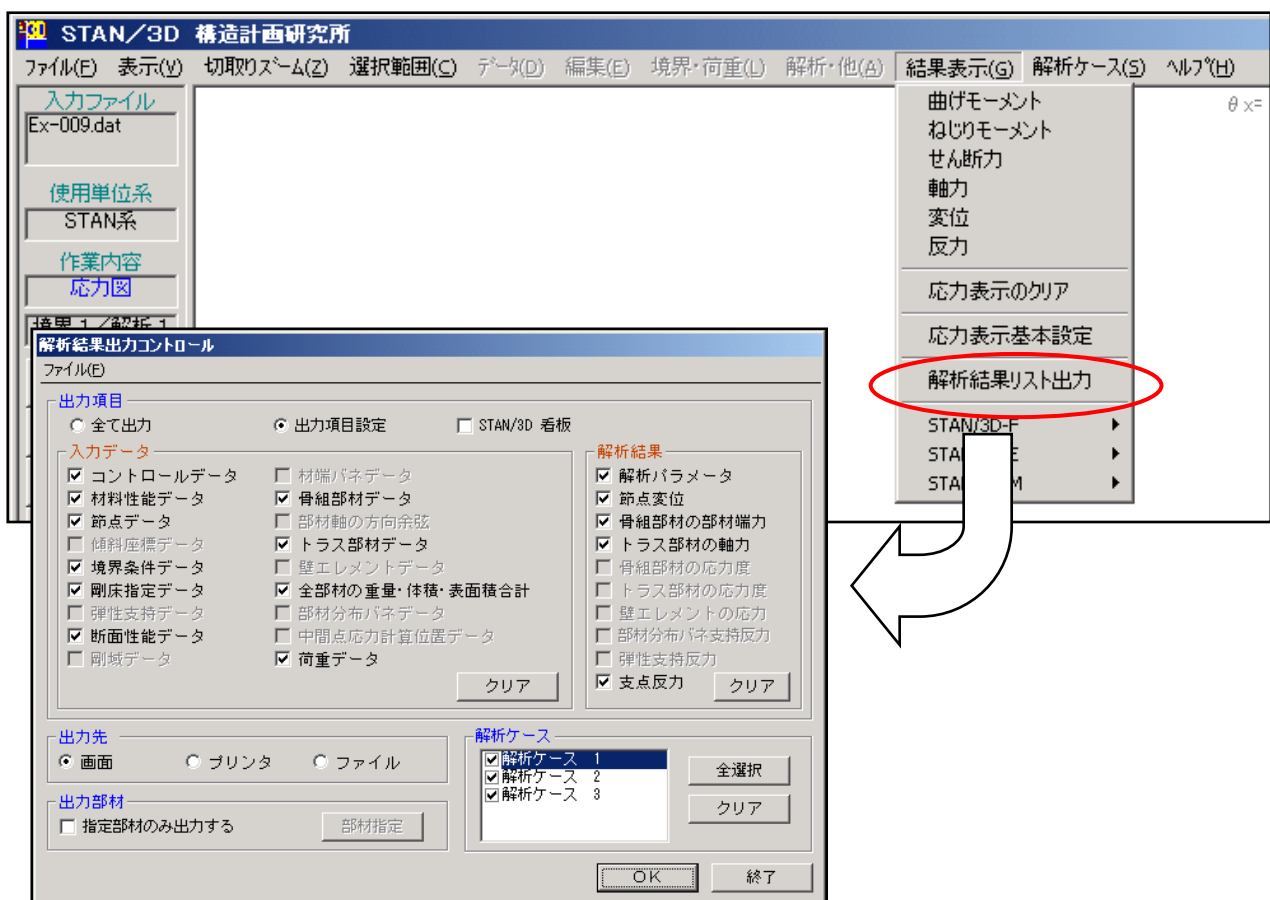 STAN/3D 構造計画研究所
ファイル(F) 表示(V) 切取りズーム(Z) 選択範囲(C) データ(D) 編集(E) 境界・荷重(L) 解析・他(A) 結果表示(G) 解析ケース(S) ヘルプ(H)
入力ファイル
Ex-009.dat
使用単位系
STAN系
作業内容
応力図
境界 1/解析 1
θx=
曲げモーメント
ねじりモーメント
せん断力
軸力
変位
反力
応力表示のクリア
応力表示基本設定
解析結果リスト出力
STAN/3D-F
STA
STA
解析結果出力コントロール
ファイル(F)
出力項目
全て出力 出力項目設定 STAN/3D 看板
入力データ
コントロールデータ 材端バネデータ
材料性能データ 骨組部材データ
節点データ 部材軸の方向余弦
傾斜座標データ トラス部材データ
境界条件データ 壁エレメントデータ
剛床指定データ 全部材の重量・体積・表面積合計
弾性支持データ 部材分布バネデータ
断面性能データ 中間点応力計算位置データ
剛域データ 荷重データ
クリア
解析結果
解析パラメータ
節点変位
骨組部材の部材端力
トラス部材の軸力
骨組部材の応力度
トラス部材の応力度
壁エレメントの応力
部材分布バネ支持反力
弾性支持反力
支点反力 クリア
出力先
画面 プリンタ ファイル
出力部材
指定部材のみ出力する 部材指定
解析ケース
解析ケース 1
解析ケース 2
解析ケース 3
全選択
クリア
OK 終了